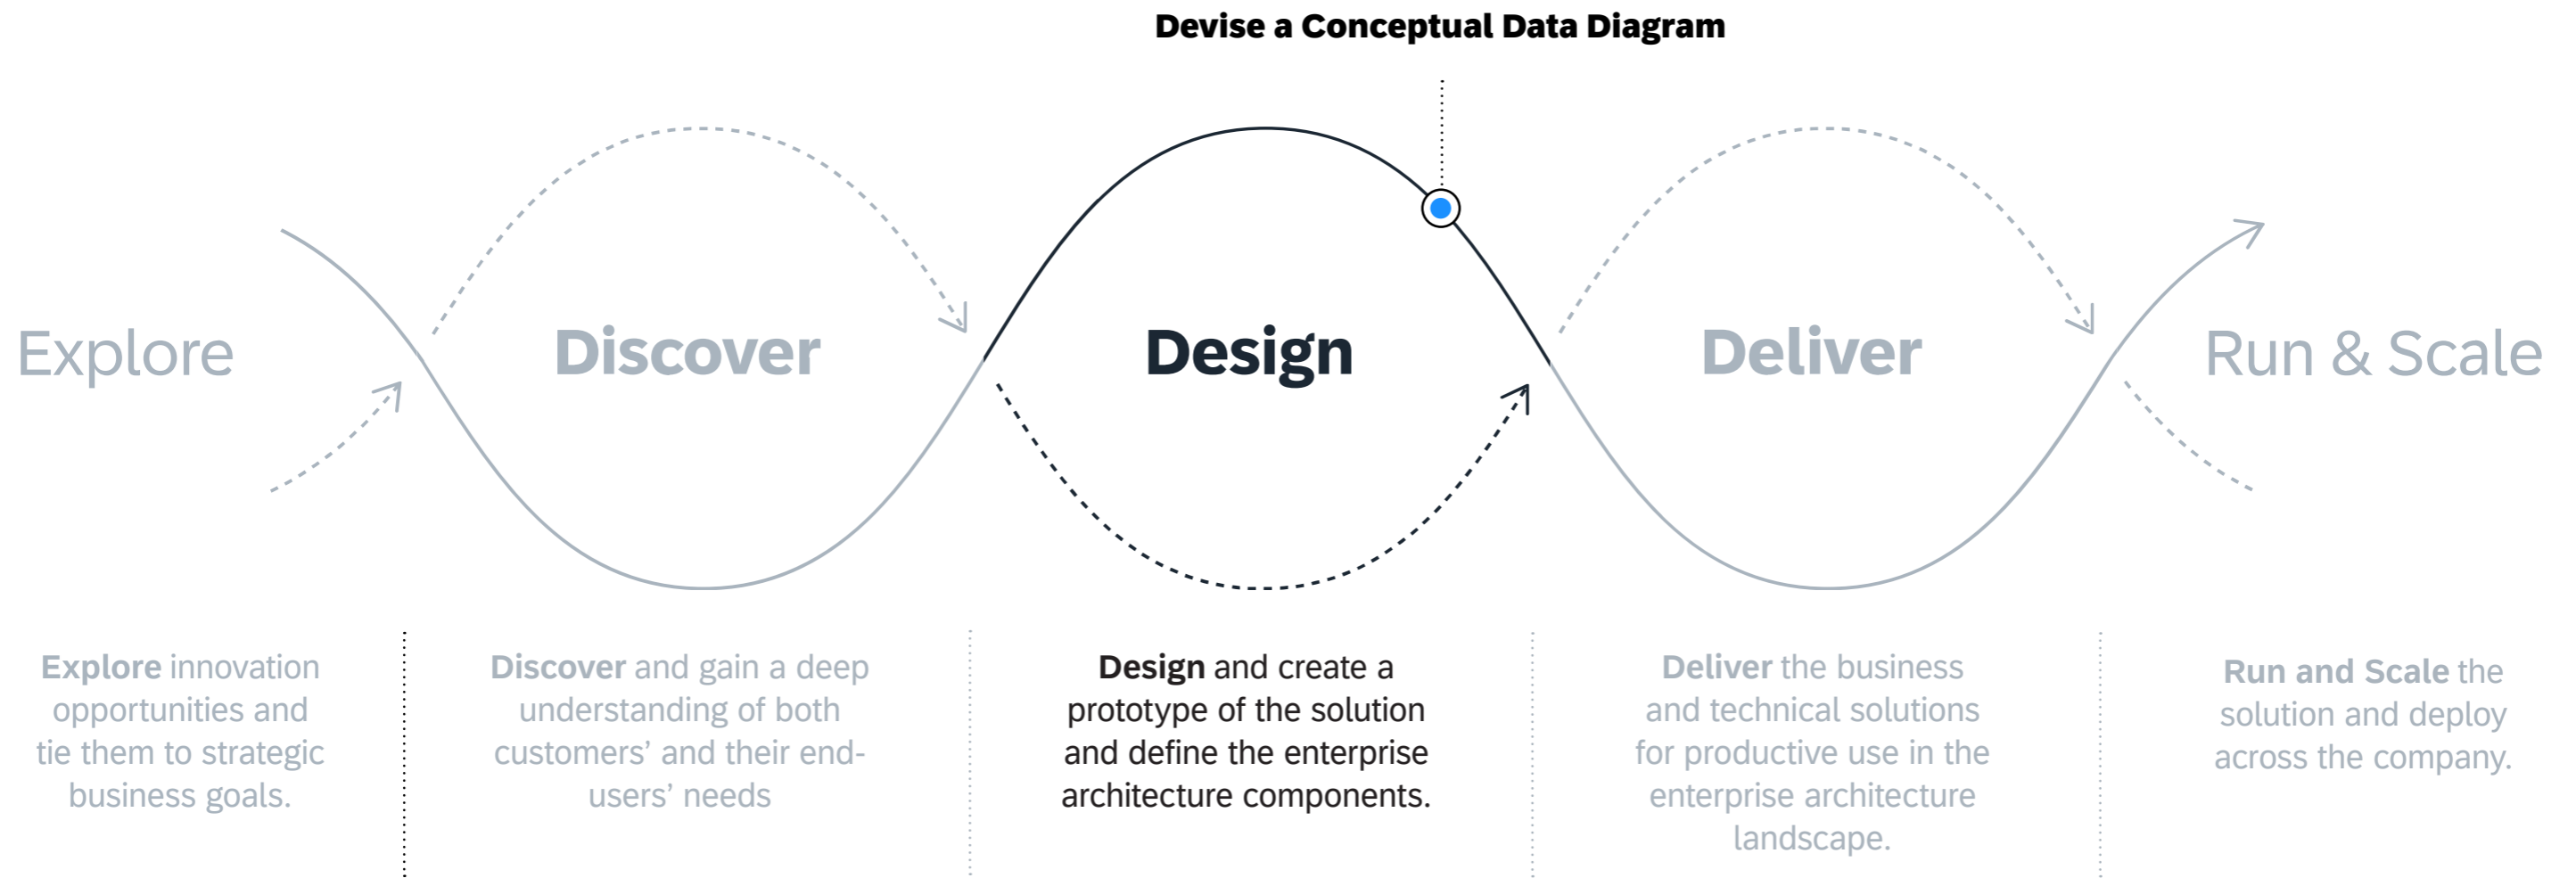 Devise a Conceptual Data Diagram
Explore
Discover
Design
Deliver
Run & Scale
Explore innovation
opportunities and
tie them to strategic
business goals.
Discover and gain a deep
understanding of both
customers’ and their end-
users’ needs
Design and create a
prototype of the solution
and define the enterprise
architecture components.
Deliver the business
and technical solutions
for productive use in the
enterprise architecture
landscape.
Run and Scale the
solution and deploy
across the company.